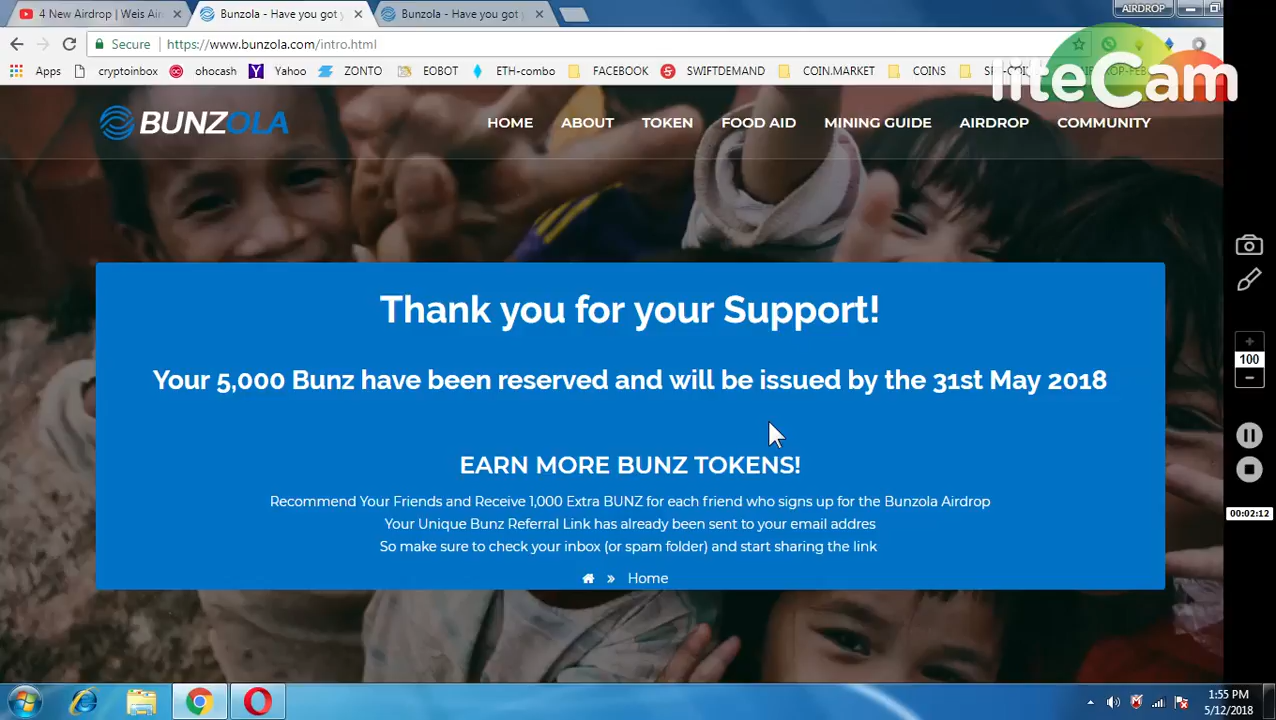 4 New Airdrop | Weis Air
Bunzola - Have you got
Bunzola - Have you got
AIRDROP
Secure
https://www.bunzola.com/intro.html
Apps
cryptoinbox
ohocash
Yahoo
ZONTO
FOBOT
ETH-combo
FACEBOOK
SWIFTDEMAND
COIN.MARKET
COINS
liteCam
BUNZOLA
HOME
ABOUT
TOKEN
FOOD AID
MINING GUIDE
AIRDROP
COMMUNITY
Thank you for your Support!
Your 5,000 Bunz have been reserved and will be issued by the 31st May 2018
EARN MORE BUNZ TOKENS!
Recommend Your Friends and Receive 1,000 Extra BUNZ for each friend who signs up for the Bunzola Airdrop
Your Unique Bunz Referral Link has already been sent to your email addres
So make sure to check your inbox (or spam folder) and start sharing the link
» Home
100
00:02:12
1:55 PM
5/12/2018